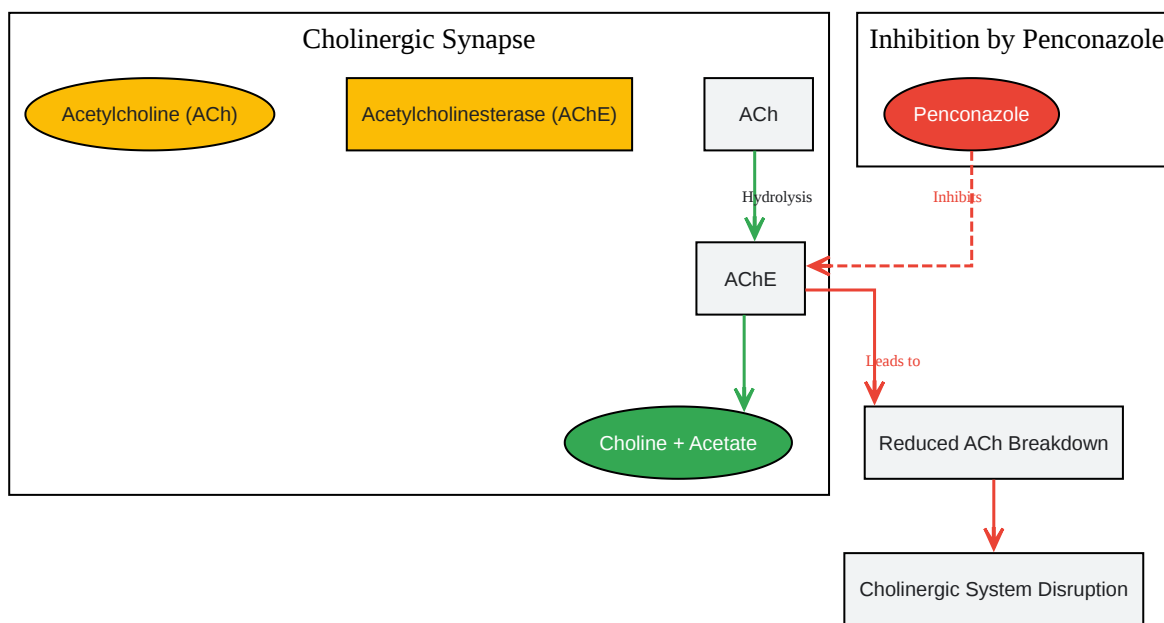 Cholinergic Synapse
Inhibition by Penconazole
Acetylcholine (ACh)
Acetylcholinesterase (AChE)
ACh
Penconazole
Hydrolysis
Inhibits
AChE
Leads to
Choline + Acetate
Reduced ACh Breakdown
Cholinergic System Disruption